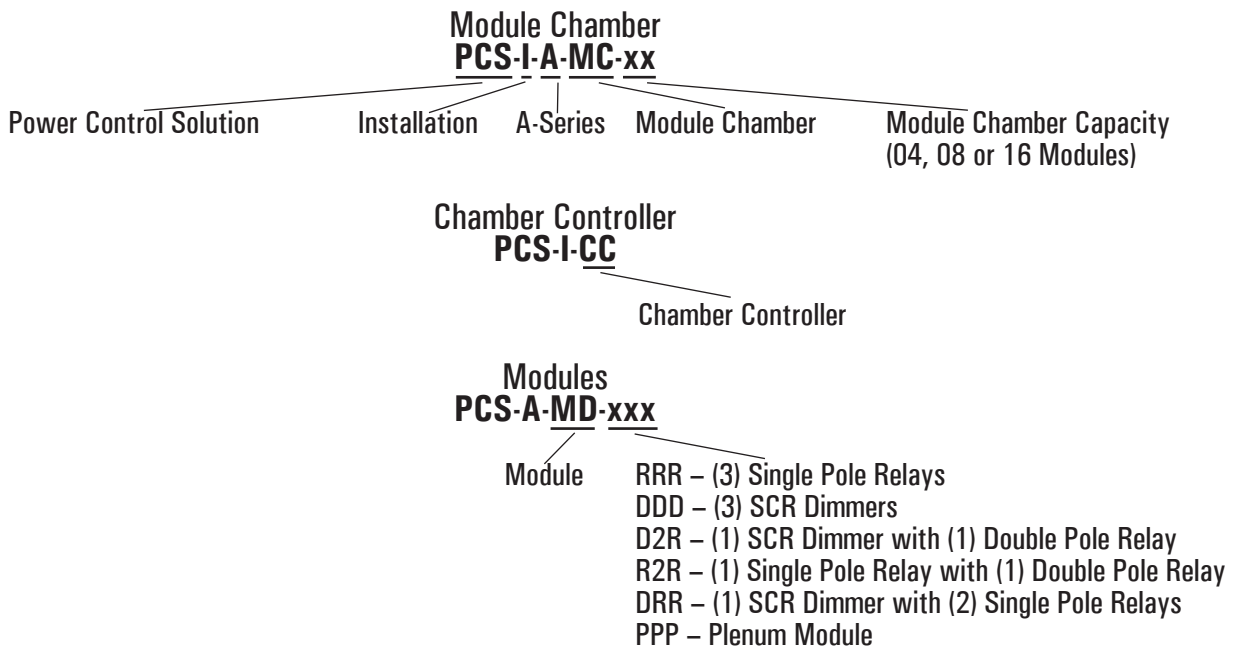 Module Chamber
PCS-I-A-MC-xx
Power Control Solution Installation A-Series Module Chamber Module Chamber Capacity
(04, 08 or 16 Modules)
Chamber Controller
PCS-I-CC
Chamber Controller
Modules
PCS-A-MD-xxx
Module RRR – (3) Single Pole Relays
DDD – (3) SCR Dimmers
D2R – (1) SCR Dimmer with (1) Double Pole Relay
R2R – (1) Single Pole Relay with (1) Double Pole Relay
DRR – (1) SCR Dimmer with (2) Single Pole Relays
PPP – Plenum Module